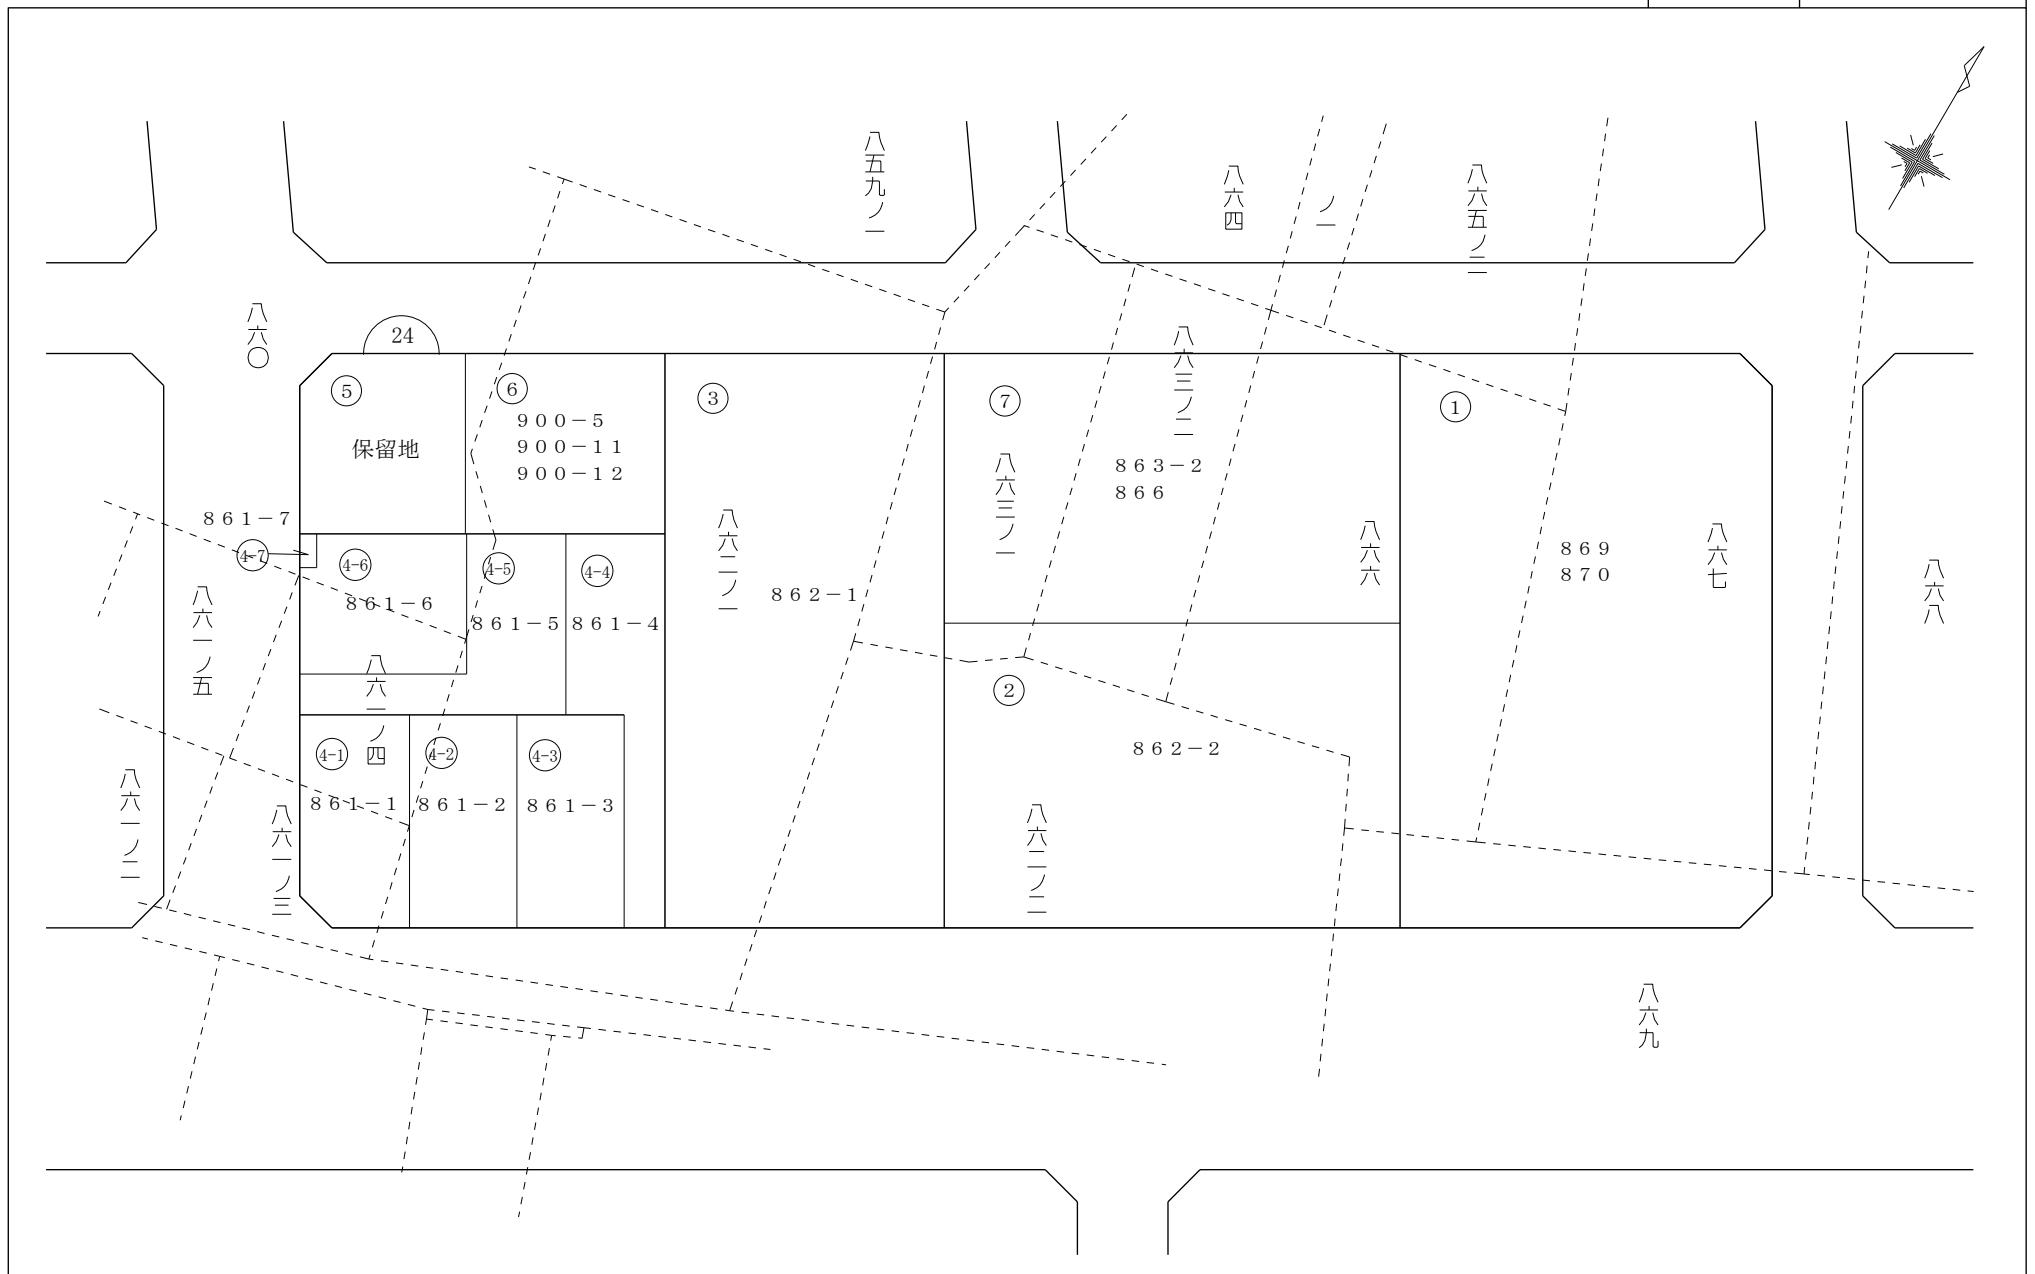 八五九ノ一
八六四
ノ一
八六五ノ二
八六〇
24
八六三ノ二
⑤
⑥
③
⑦
①
900-5
900-11
900-12
保留地
八六三ノ一
863-2
866
861-7
八六二ノ一
八六六
869
870
八六七
4-7
4-6
4-5
4-4
八六八
八六一ノ五
861-6
861-5
861-4
862-1
八六一ノ四
②
862-2
4-1
4-2
4-3
八六一ノ二
861-1
861-2
861-3
八六一ノ三
八六二ノ二
八六九